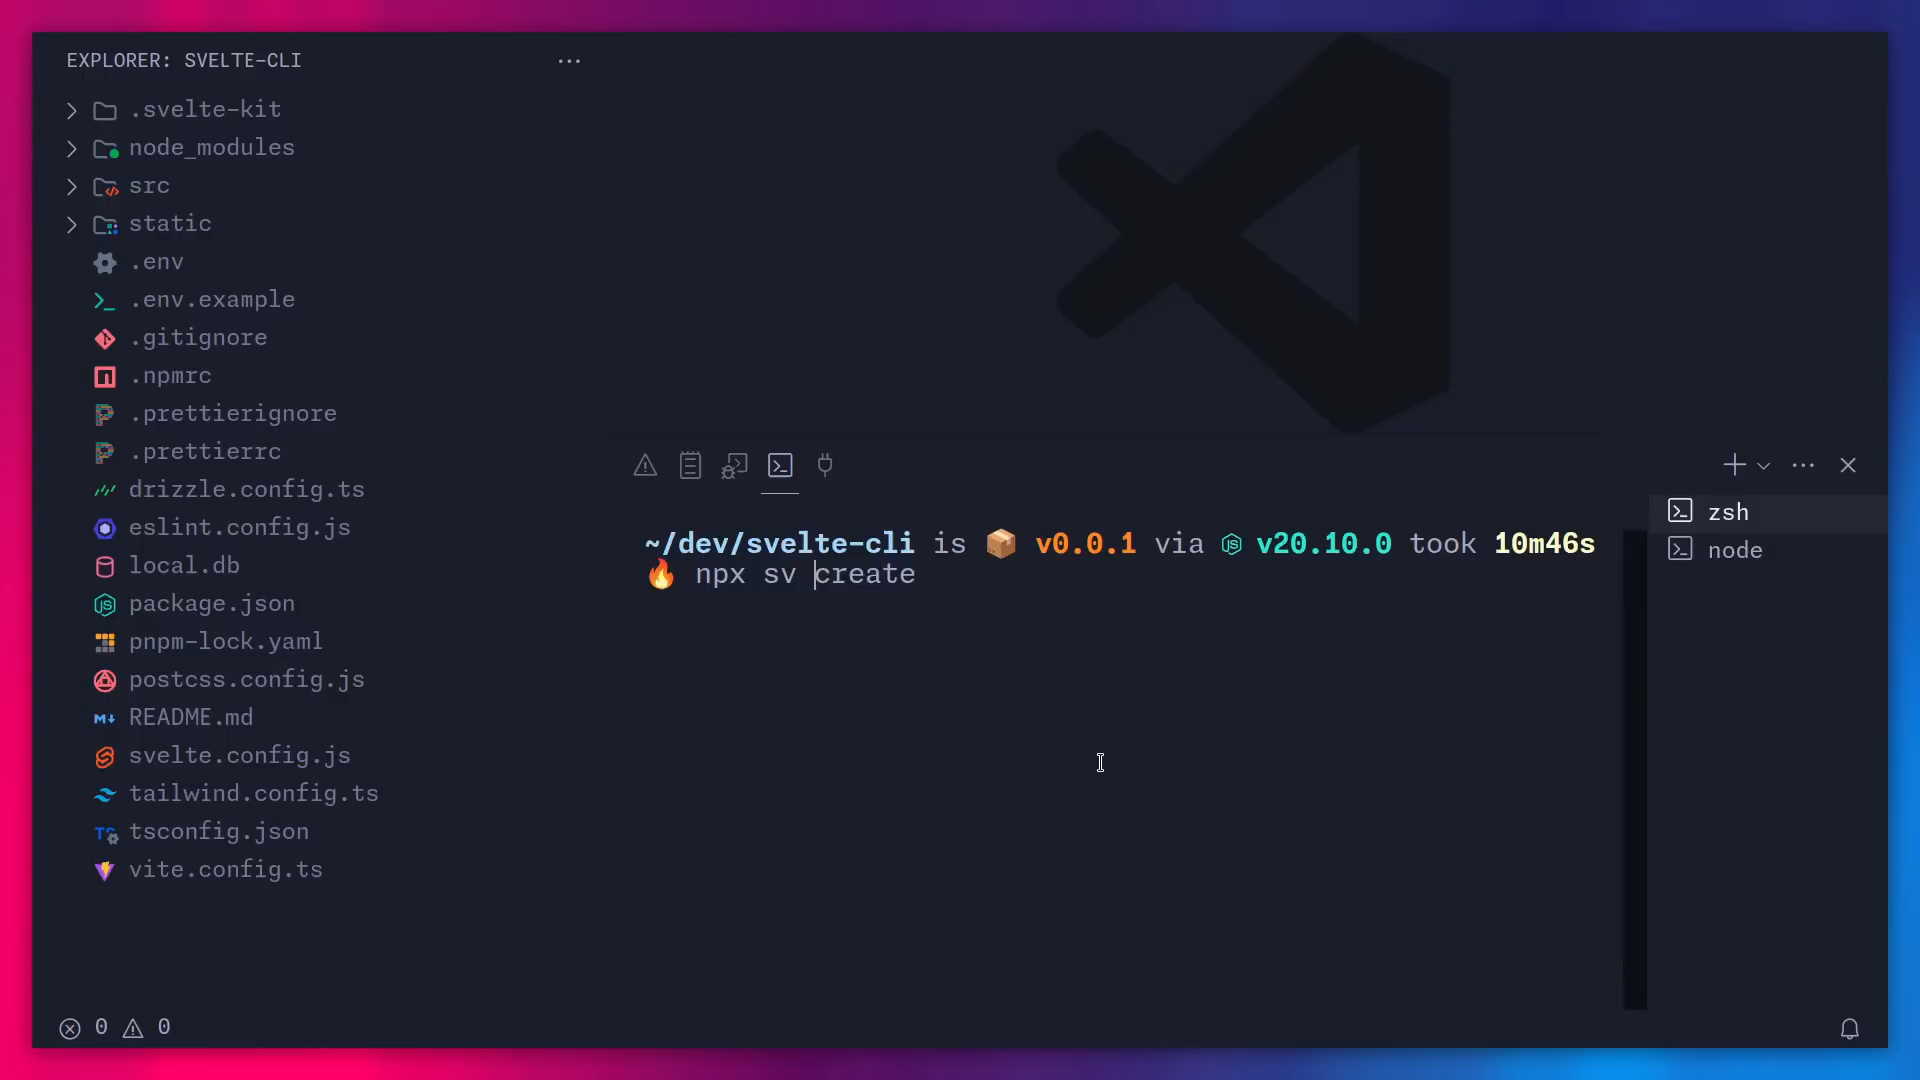 EXPLORER: SVELTE-CLI
.svelte-kit
node_modules
src
static
.env
.env.example
.gitignore
.npmrc
.prettierignore
.prettierrc
drizzle.config.ts
eslint.config.js
local.db
package.json
pnpm-lock.yaml
postcss.config.js
README.md
svelte.config.js
tailwind.config.ts
tsconfig.json
vite.config.ts
~/dev/svelte-cli is 📦 v0.0.1 via v20.10.0 took 10m46s
🔥 npx sv create
zsh
node
0 0